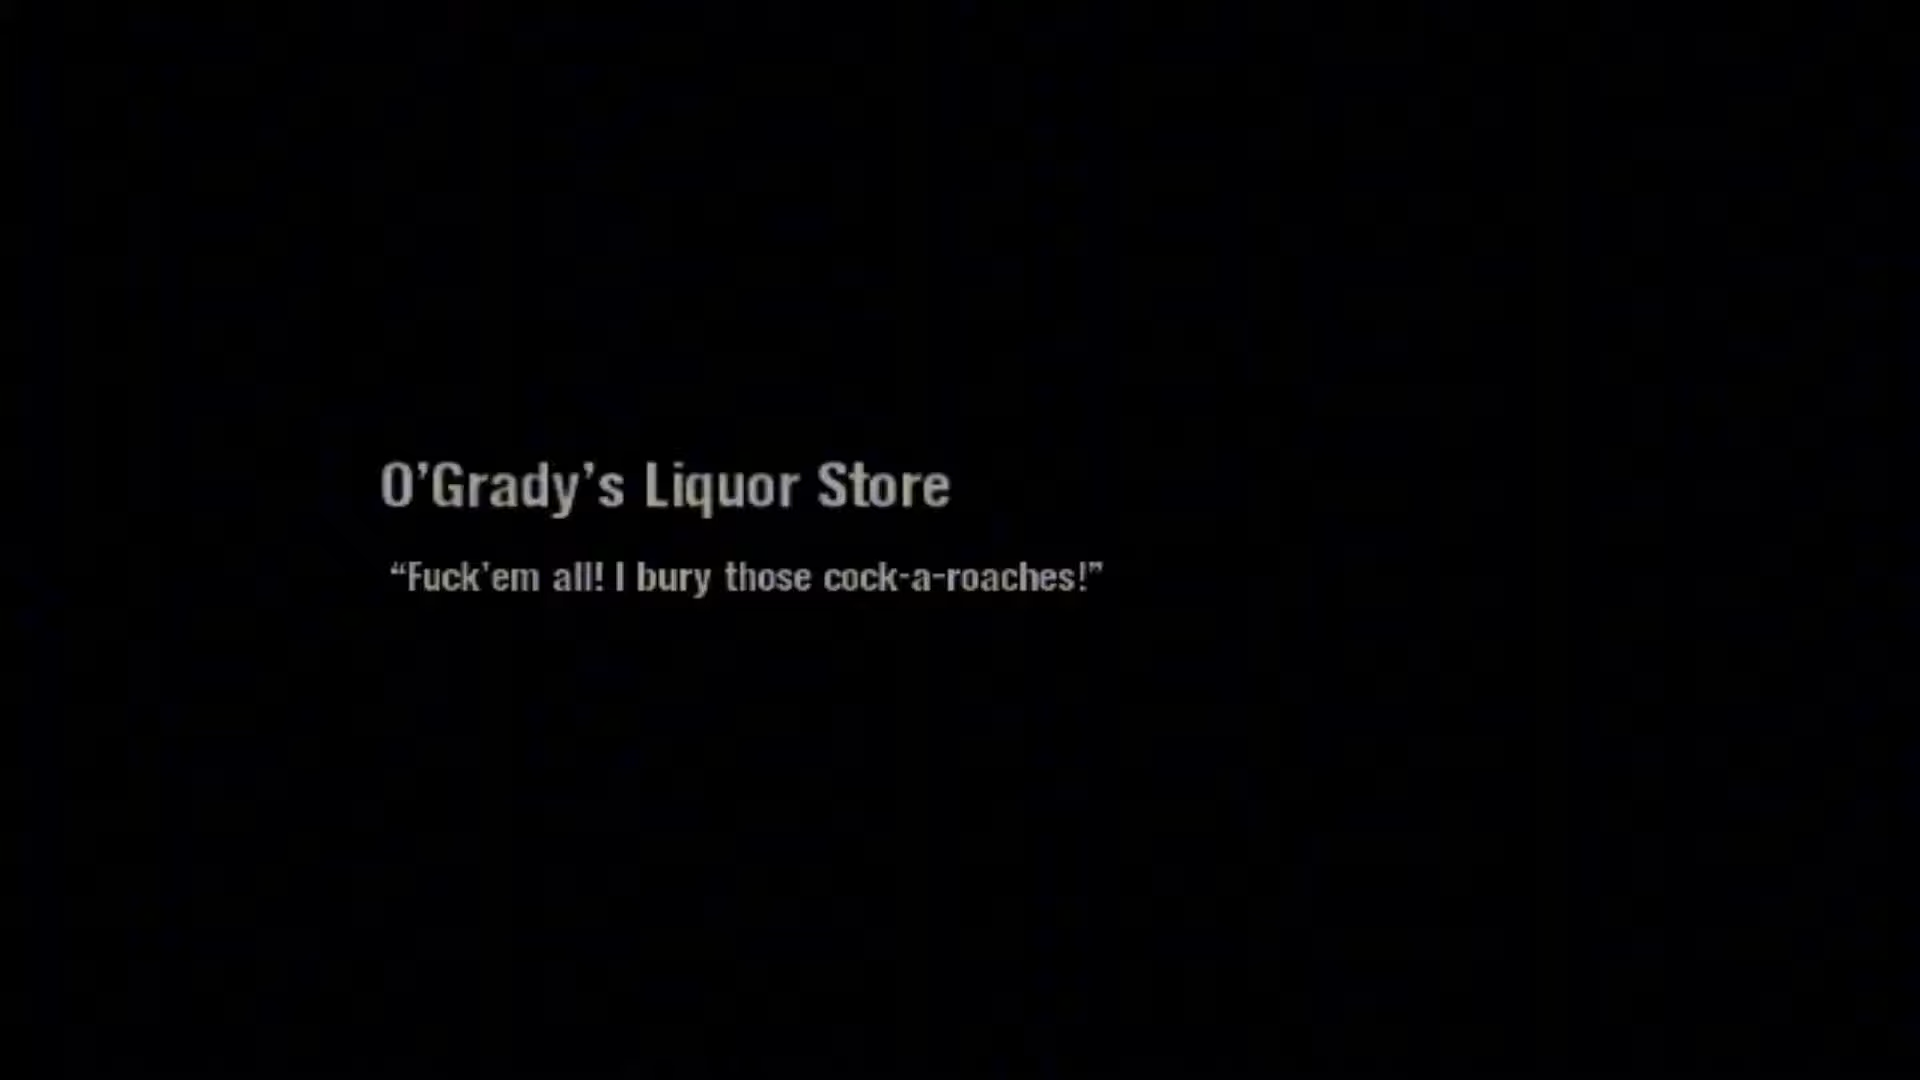 O’Grady’s Liquor Store
“Fuck’em all! I bury those cock-a-roaches!”